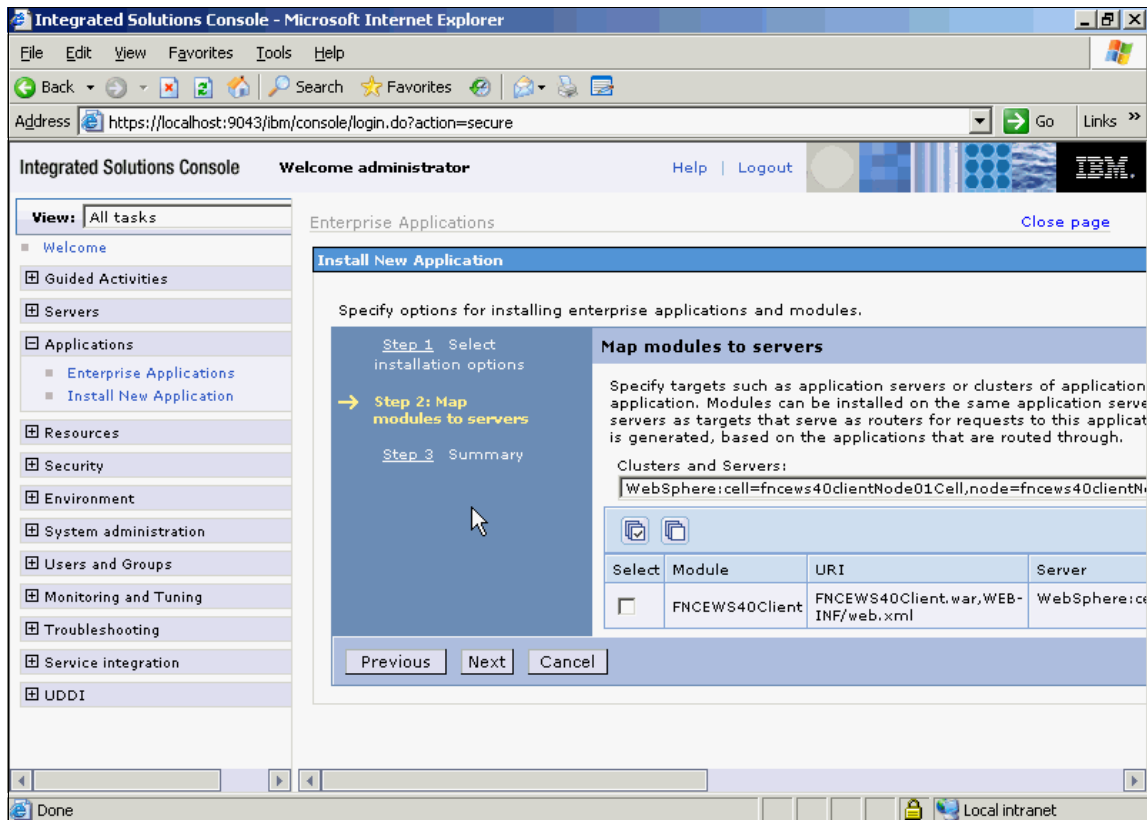 Integrated Solutions Console - Microsoft Internet Explorer
File Edit View Favorites Tools Help
Back Search Favorites
Address https://localhost:9043/ibm/console/login.do?action=secure Go Links »
Integrated Solutions Console Welcome administrator Help | Logout IBM.
View: All tasks
Welcome
Guided Activities
Servers
Applications
Enterprise Applications
Install New Application
Resources
Security
Environment
System administration
Users and Groups
Monitoring and Tuning
Troubleshooting
Service integration
UDDI
Enterprise Applications Close page
Install New Application
Specify options for installing enterprise applications and modules.
Step 1 Select
installation options
Step 2: Map
modules to servers
Step 3 Summary
Map modules to servers
Specify targets such as application servers or clusters of application
application. Modules can be installed on the same application serve
servers as targets that serve as routers for requests to this applicat
is generated, based on the applications that are routed through.
Clusters and Servers:
WebSphere:cell=fncews40clientNode01Cell,node=fncews40clientN
Select Module URI Server
FNCEWS40Client FNCEWS40Client.war,WEB- WebSphere:ce
INF/web.xml
Previous Next Cancel
Done Local intranet